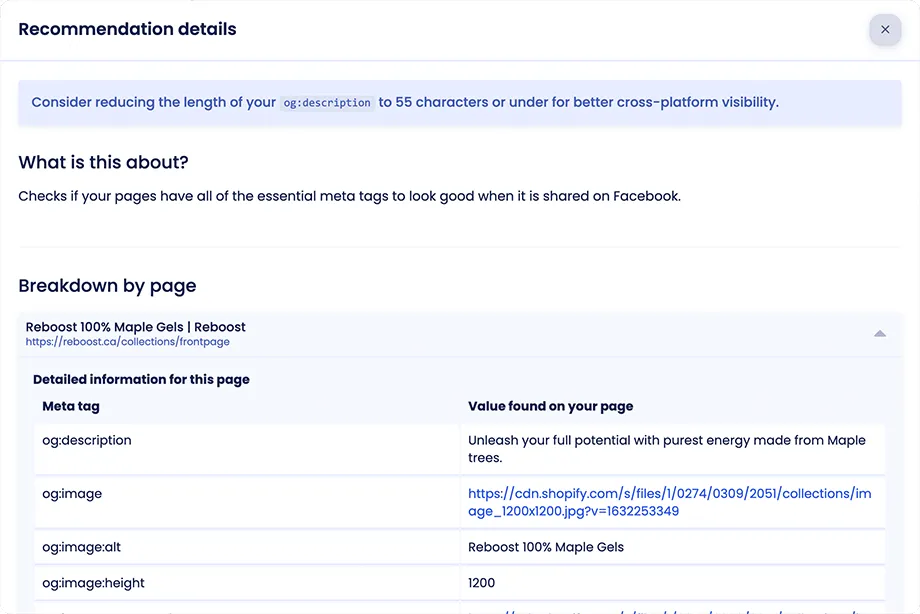 Recommendation details
Consider reducing the length of your og:description to 55 characters or under for better cross-platform visibility.
What is this about?
Checks if your pages have all of the essential meta tags to look good when it is shared on Facebook.
Breakdown by page
Reboost 100% Maple Gels | Reboost
https://reboost.ca/collections/frontpage
Detailed information for this page
Meta tag Value found on your page
og:description Unleash your full potential with purest energy made from Maple
trees.
og:image https://cdn.shopify.com/s/files/1/0274/0309/2051/collections/im
age_1200x1200.jpg?v=1632253349
og:image:alt Reboost 100% Maple Gels
og:image:height 1200